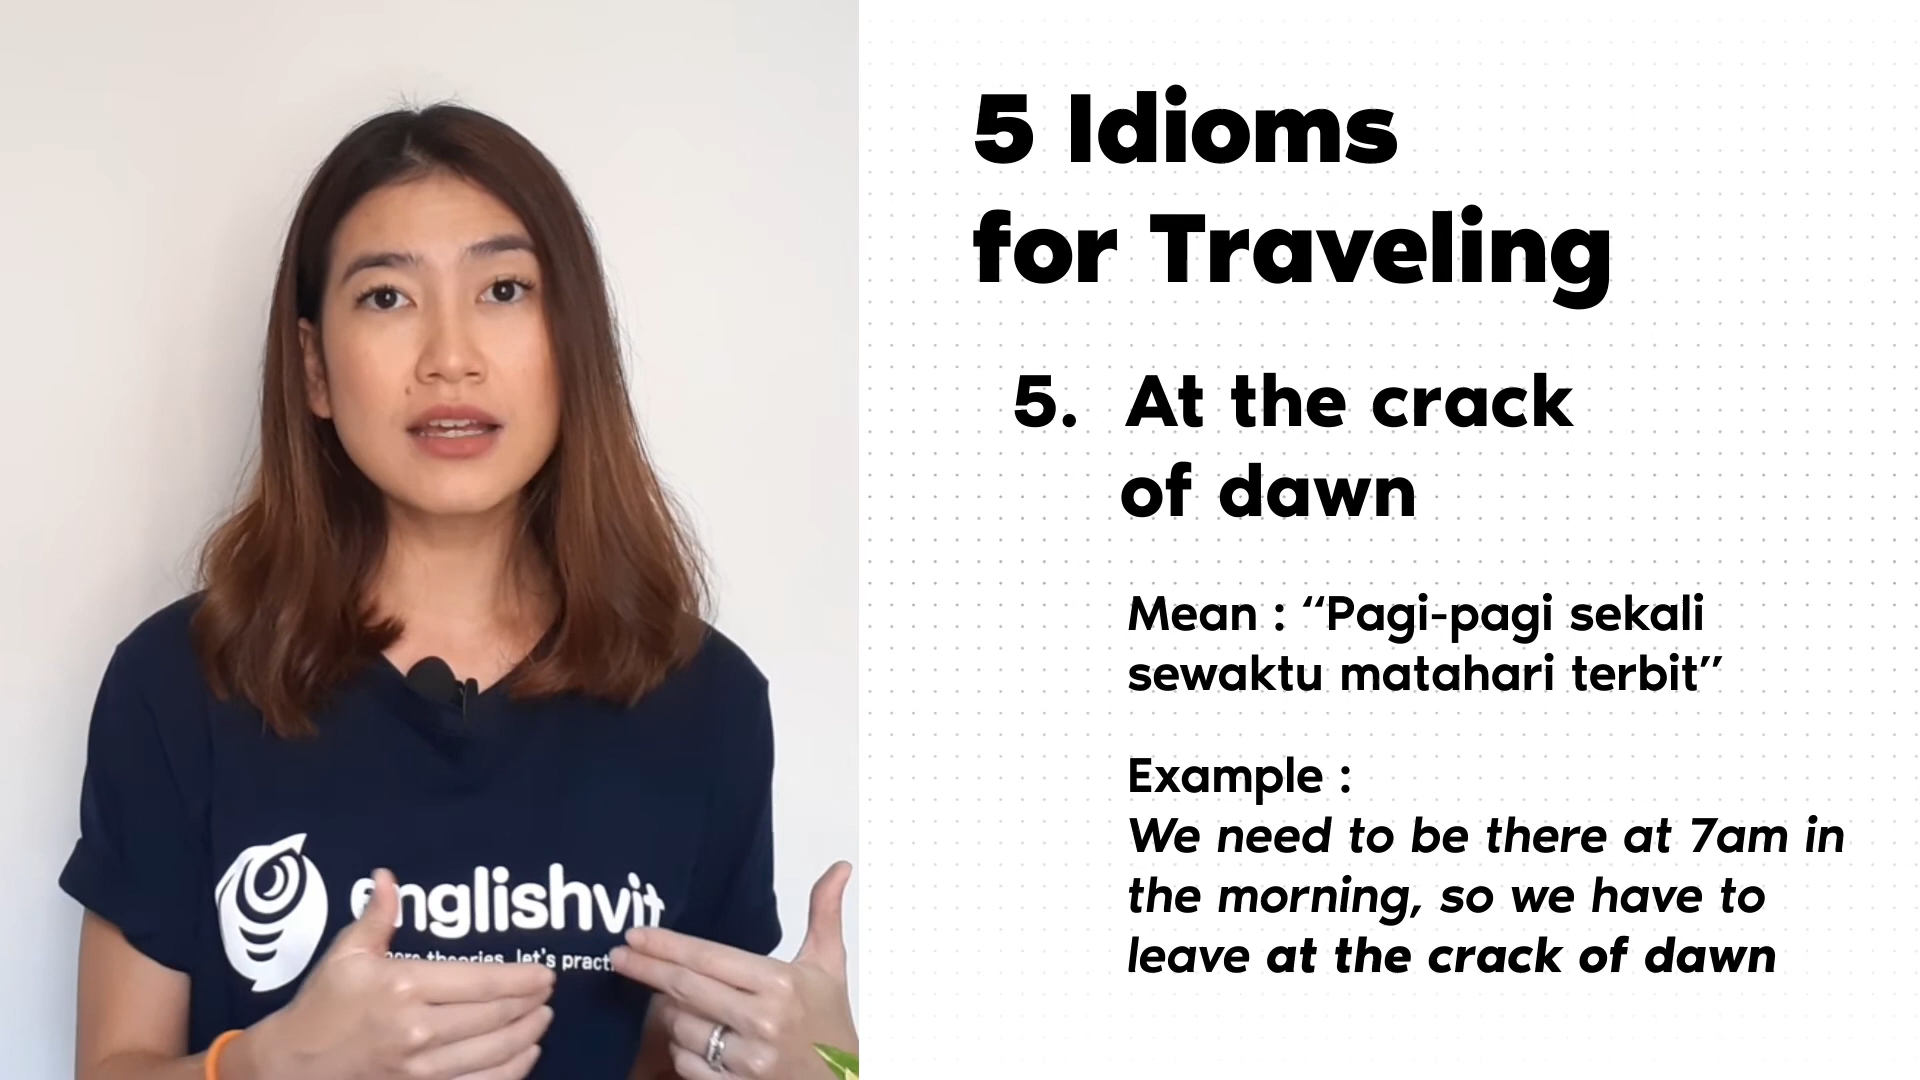 5 Idioms
for Traveling
5. At the crack
of dawn
Mean : “Pagi-pagi sekali
sewaktu matahari terbit”
Example :
We need to be there at 7am in
the morning, so we have to
leave at the crack of dawn
englishvit
theories, let's